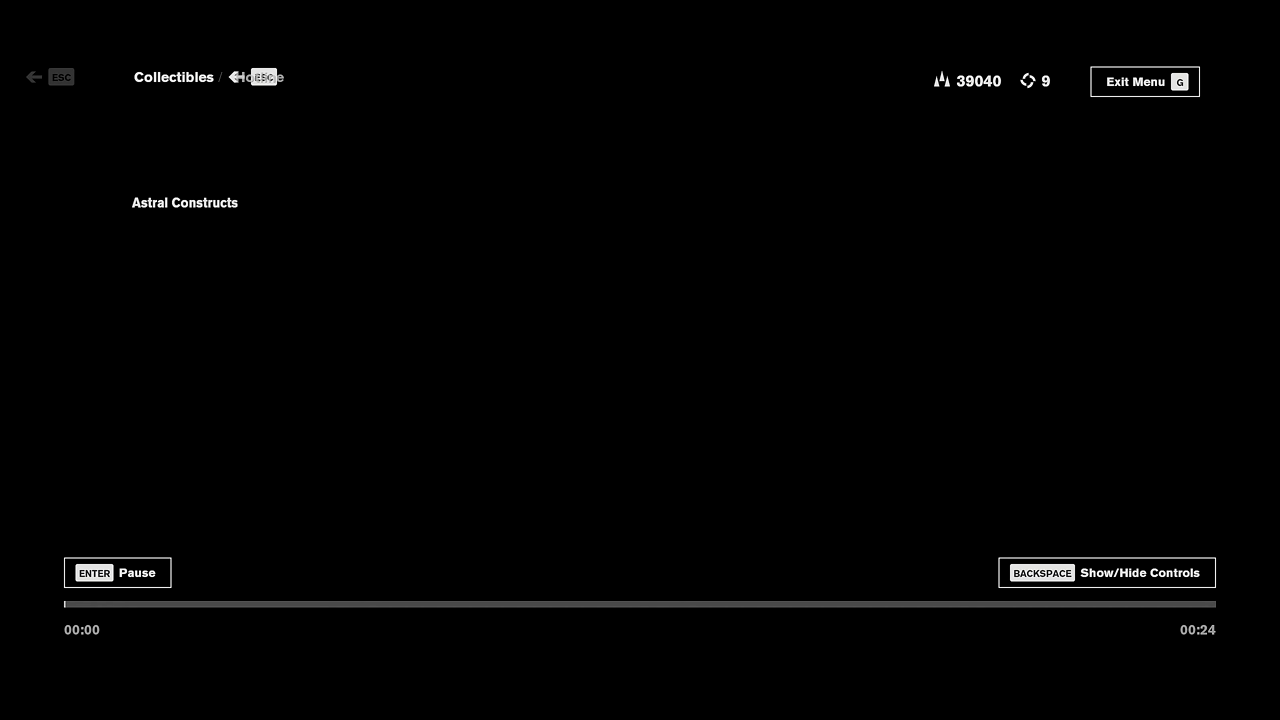 ESC Collectibles / ESC 39040 9 Exit Menu G
Astral Constructs
ENTER Pause BACKSPACE Show/Hide Controls
00:00 00:24